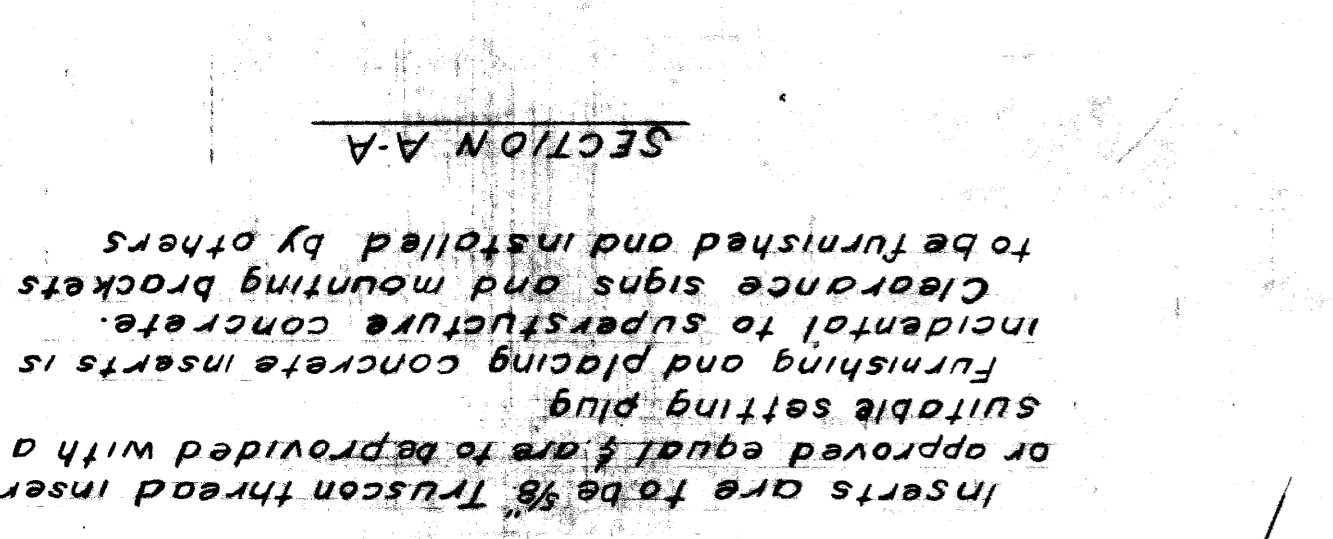 Inserts are to be 5/8" Truscon thread inser
or approved equal & are to be provided with a
suitable setting plug
Furnishing and placing concrete inserts is
incidental to superstructure concrete.
Clearance signs and mounting brackets
to be furnished and installed by others
SECTION A-A